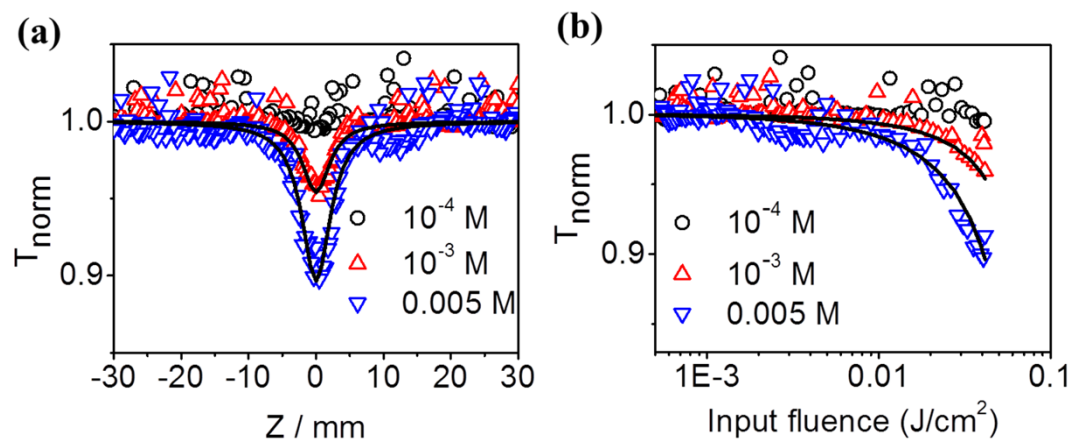 (a)
T_norm
1.0
0.9
-30 -20 -10 0 10 20 30
Z / mm
10⁻⁴ M
10⁻³ M
0.005 M
(b)
T_norm
1.0
0.9
1E-3 0.01 0.1
Input fluence (J/cm²)
10⁻⁴ M
10⁻³ M
0.005 M